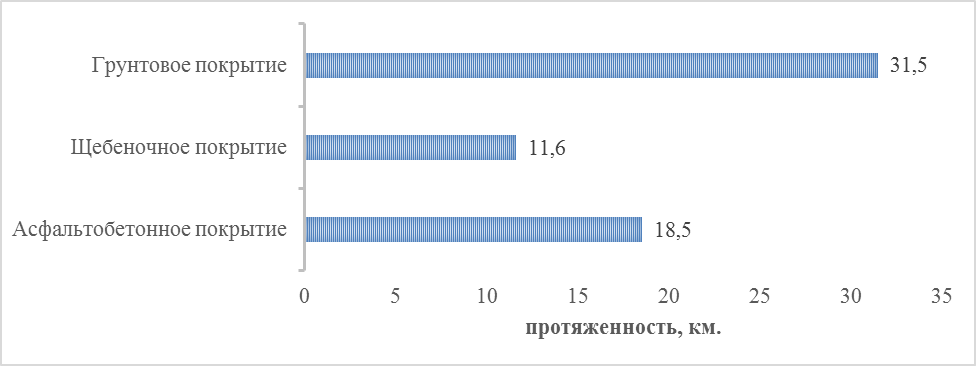 Грунтовое покрытие 31,5
Щебеночное покрытие 11,6
Асфальтобетонное покрытие 18,5
0 5 10 15 20 25 30 35
протяженность, км.